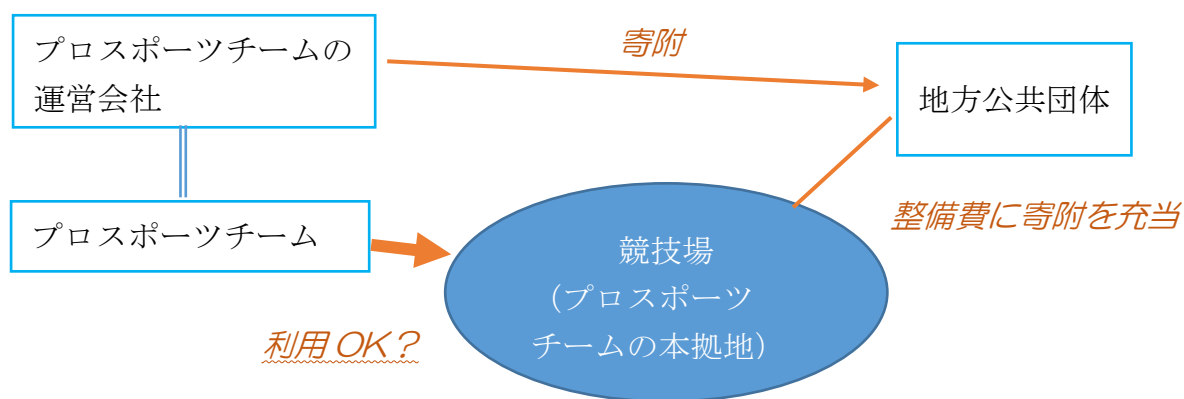 プロスポーツチームの
運営会社
寄附
地方公共団体
プロスポーツチーム
整備費に寄附を充当
競技場
（プロスポーツ
チームの本拠地）
利用 OK？